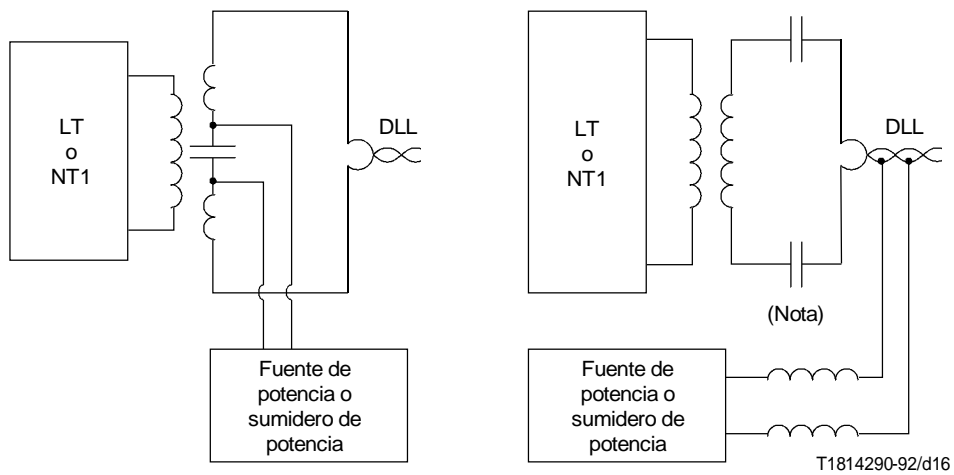 LT
o
NT1
DLL
Fuente de
potencia o
sumidero de
potencia
LT
o
NT1
DLL
(Nota)
Fuente de
potencia o
sumidero de
potencia
T1814290-92/d16